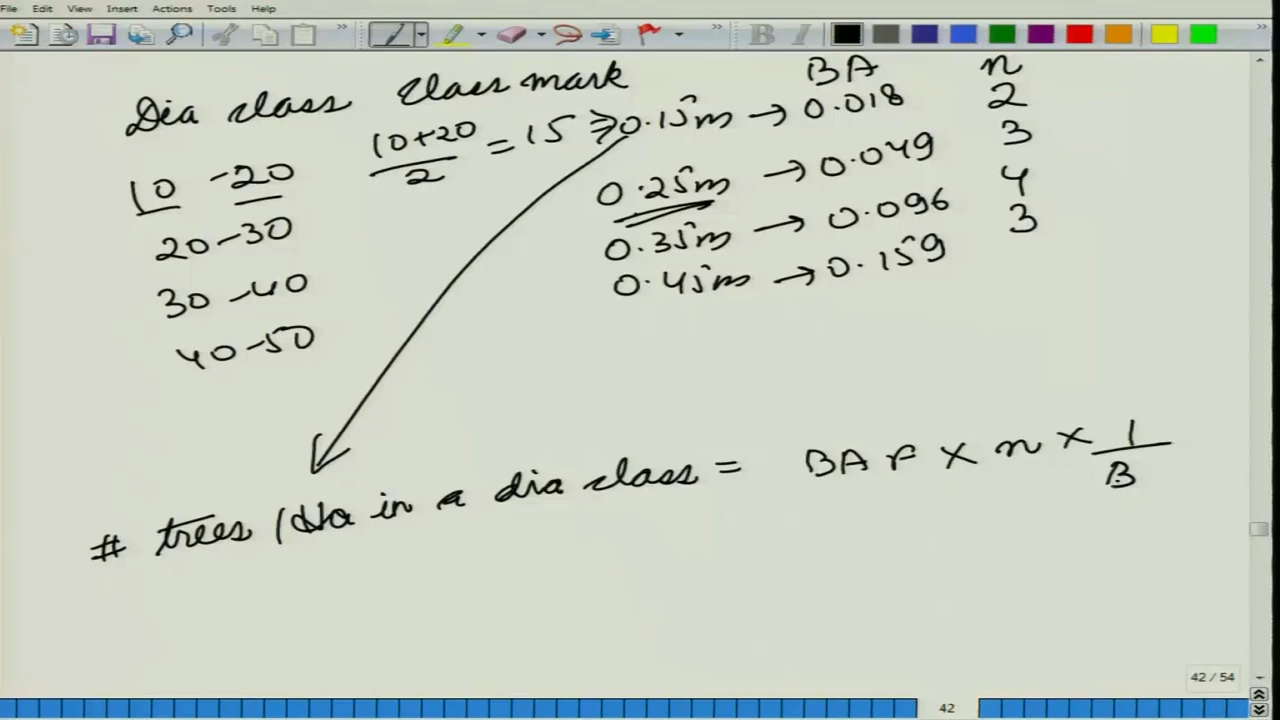 File Edit View Insert Actions Tools Help
Dia class class mark BA n
10 - 20 10+20/2 = 15 ⇒ 0.15m → 0.018 2
20-30 0.25m → 0.049 3
30-40 0.35m → 0.096 4
40-50 0.45m → 0.159 3
# trees / Ha in a dia class = BAF × n × 1/B
42 / 54
42